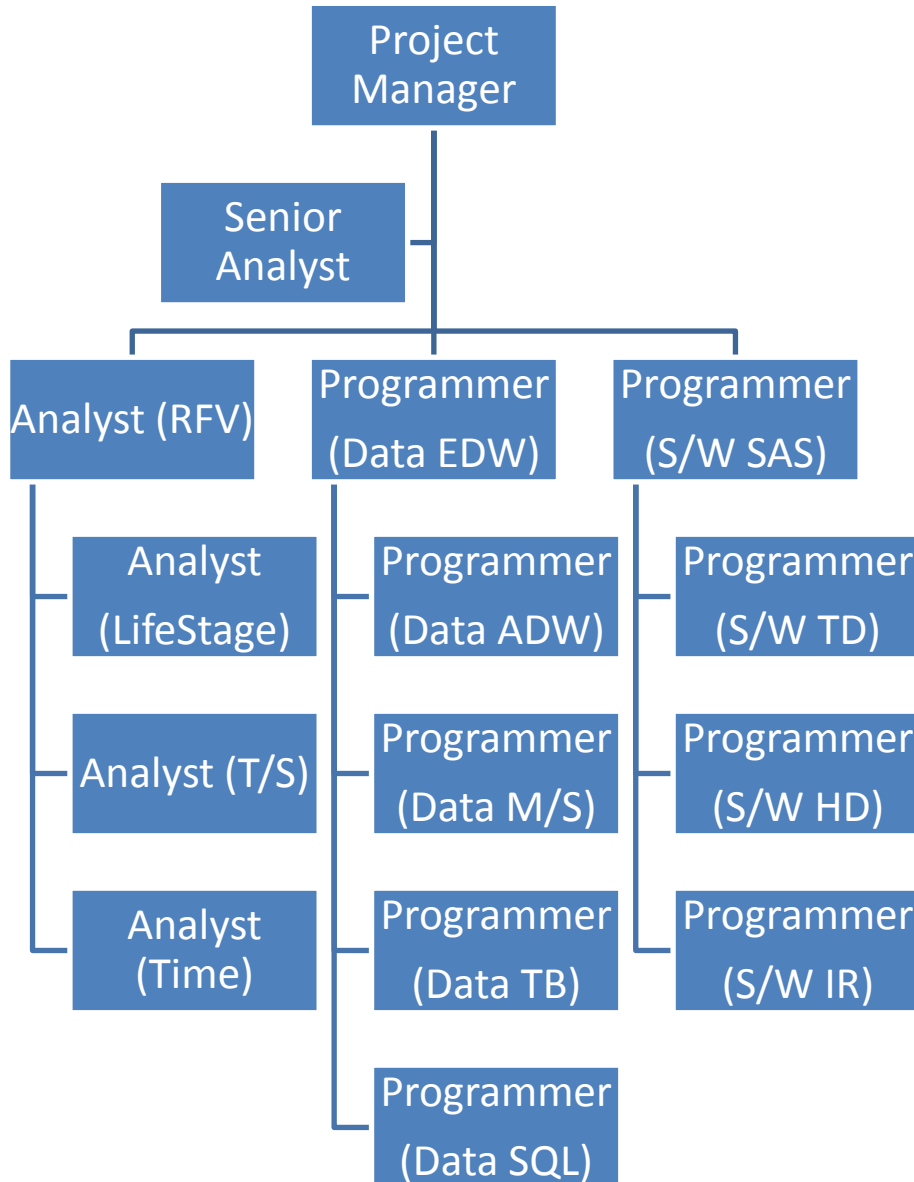 Project
Manager
Senior
Analyst
Analyst (RFV)
Programmer
(Data EDW)
Programmer
(S/W SAS)
Analyst
(LifeStage)
Programmer
(Data ADW)
Programmer
(S/W TD)
Analyst (T/S)
Programmer
(Data M/S)
Programmer
(S/W HD)
Analyst
(Time)
Programmer
(Data TB)
Programmer
(S/W IR)
Programmer
(Data SQL)